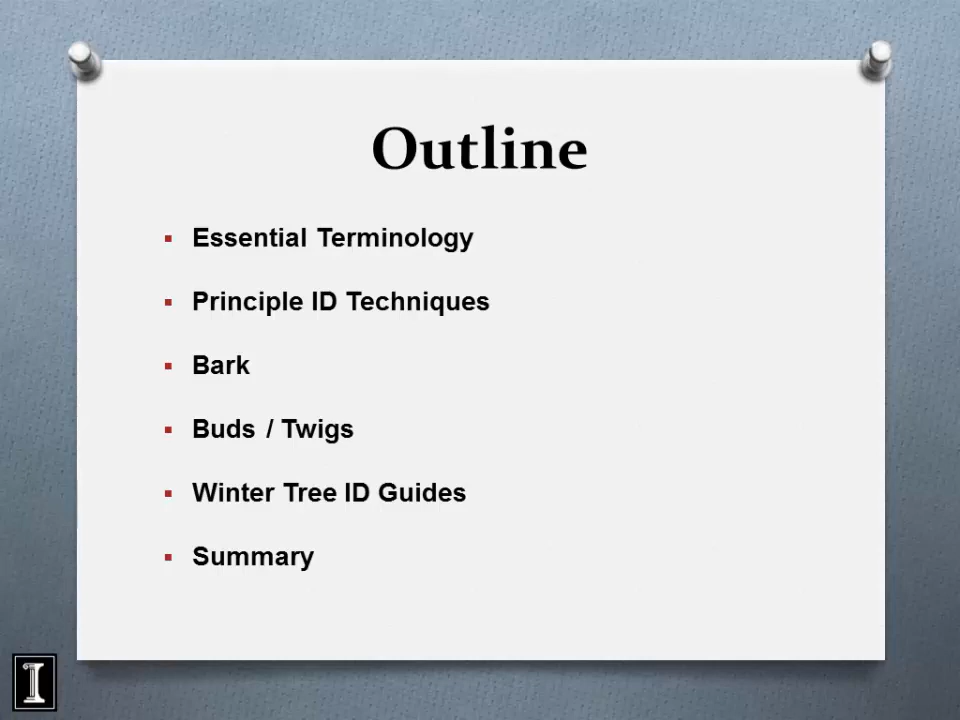 Outline
Essential Terminology
Principle ID Techniques
Bark
Buds / Twigs
Winter Tree ID Guides
Summary
I